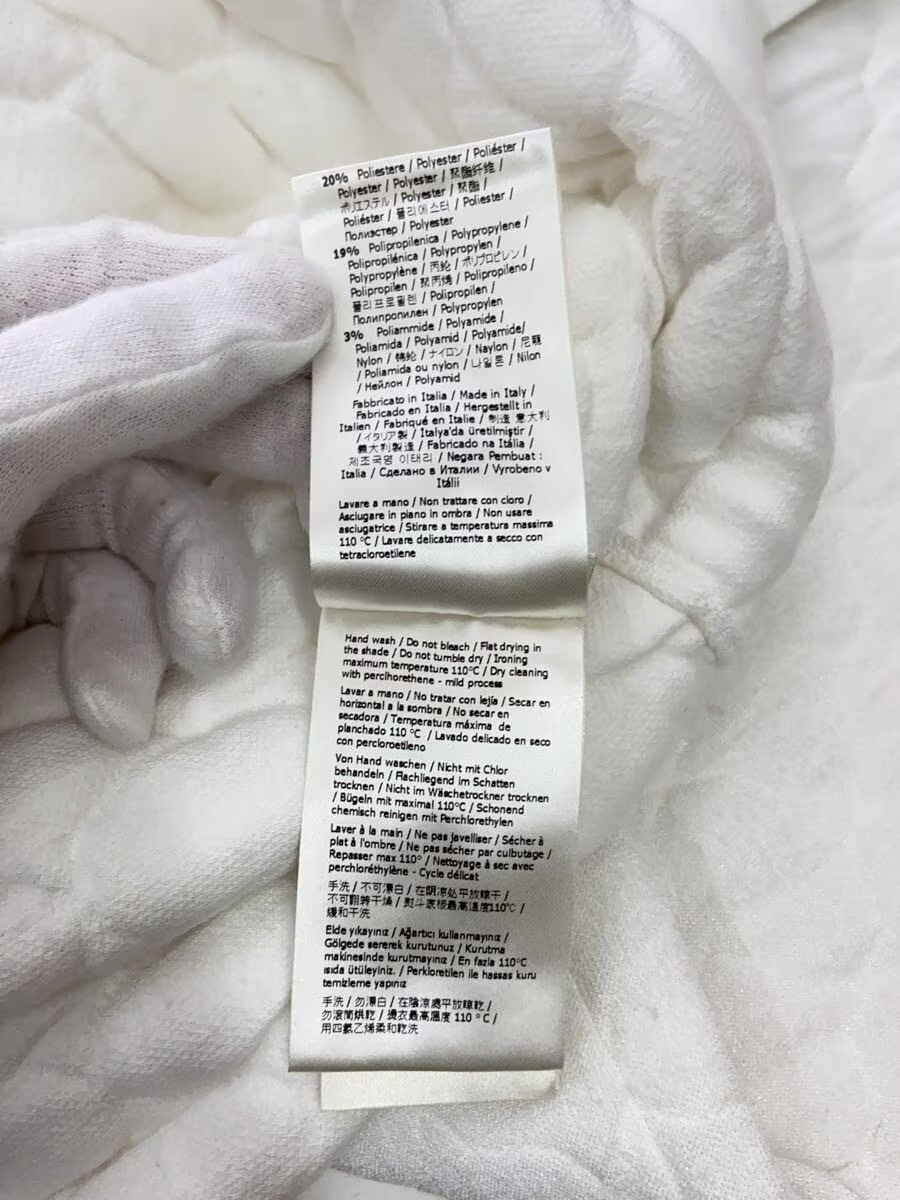 20% Poliestere / Polyester / Poliéster /
Polyester / Polyester / 聚酯纤维 /
ポリエステル / Polyester / 聚酯 /
Poliéster / 폴리에스터 / Poliester /
Полиэстер / Polyester
19% Polipropilenica / Polypropylene /
Polipropilénica / Polypropylen /
Polypropylène / 丙纶 / ポリプロピレン /
Polipropilen / 聚丙烯 / Polipropileno /
폴리프로필렌 / Polipropilen /
Полипропилен / Polypropylen
3% Poliammide / Polyamide /
Poliamida / Polyamid / Polyamide/
Nylon / 锦纶 / ナイロン / Naylon / 尼龍
/ Poliamida ou nylon / 나일론 / Nilon
/ Нейлон / Polyamid
Fabbricato in Italia / Made in Italy /
Fabricado en Italia / Hergestellt in
Italien / Fabriqué en Italie / 制造 意大利
/ イタリア製 / Italya'da üretilmiştir /
義大利製造 / Fabricado na Itália /
제조국명 이태리 / Negara Pembuat :
Italia / Сделано в Италии / Vyrobeno v
Itálii
Lavare a mano / Non trattare con cloro /
Asciugare in piano in ombra / Non usare
asciugatrice / Stirare a temperatura massima
110 °C / Lavare delicatamente a secco con
tetracloroetilene
Hand wash / Do not bleach / Flat drying in
the shade / Do not tumble dry / Ironing
maximum temperature 110°C / Dry cleaning
with perclhorethene - mild process
Lavar a mano / No tratar con lejía / Secar en
horizontal a la sombra / No secar en
secadora / Temperatura máxima de
planchado 110 °C / Lavado delicado en seco
con percloroetileno
Von Hand waschen / Nicht mit Chlor
behandeln / Flachliegend im Schatten
trocknen / Nicht im Wäschetrockner trocknen
/ Bügeln mit maximal 110°C / Schonend
chemisch reinigen mit Perchlorethylen
Laver à la main / Ne pas javelliser / Sécher à
plat à l'ombre / Ne pas sécher par culbutage /
Repasser max 110° / Nettoyage à sec avec
perchloréthylène - Cycle délicat
手洗 / 不可漂白 / 在阴凉处平放晾干 /
不可翻转干燥 / 熨斗底板最高温度110℃ /
缓和干洗
Elde yıkayınız / Ağartıcı kullanmayınız /
Gölgede sererek kurutunuz / Kurutma
makinesinde kurutmayınız / En fazla 110°C
ısıda ütüleyiniz. / Perkloretilen ile hassas kuru
temizleme yapınız
手洗 / 勿漂白 / 在陰涼處平放晾乾 /
勿滾筒烘乾 / 燙衣最高溫度 110 °C /
用四氯乙烯柔和乾洗